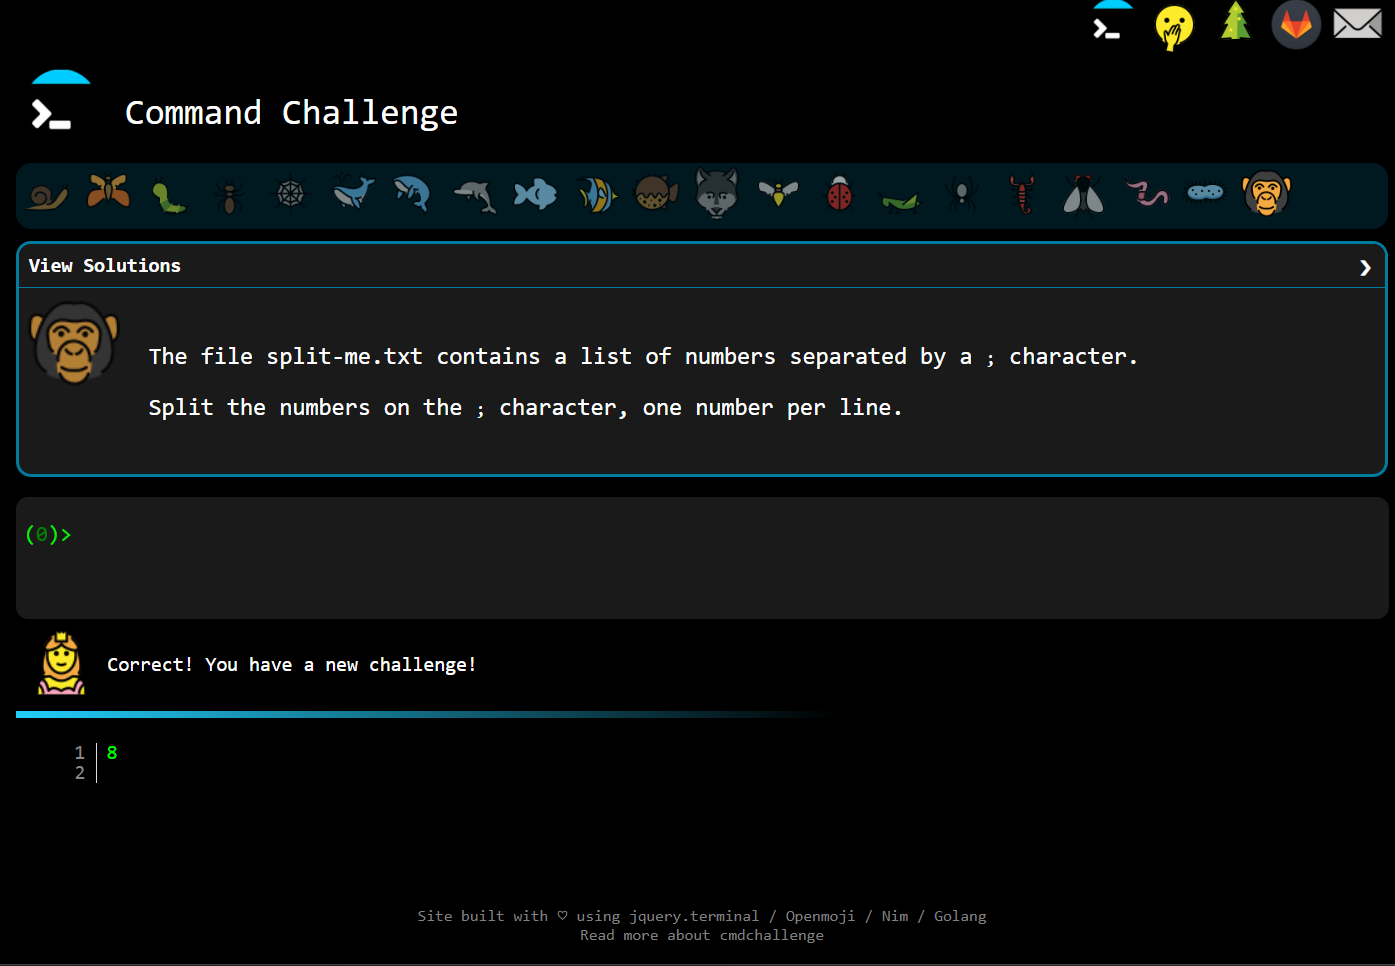 Command Challenge
View Solutions
The file split-me.txt contains a list of numbers separated by a ; character.
Split the numbers on the ; character, one number per line.
(0)>
Correct! You have a new challenge!
1 8
2
Site built with ♡ using jquery.terminal / Openmoji / Nim / Golang
Read more about cmdchallenge